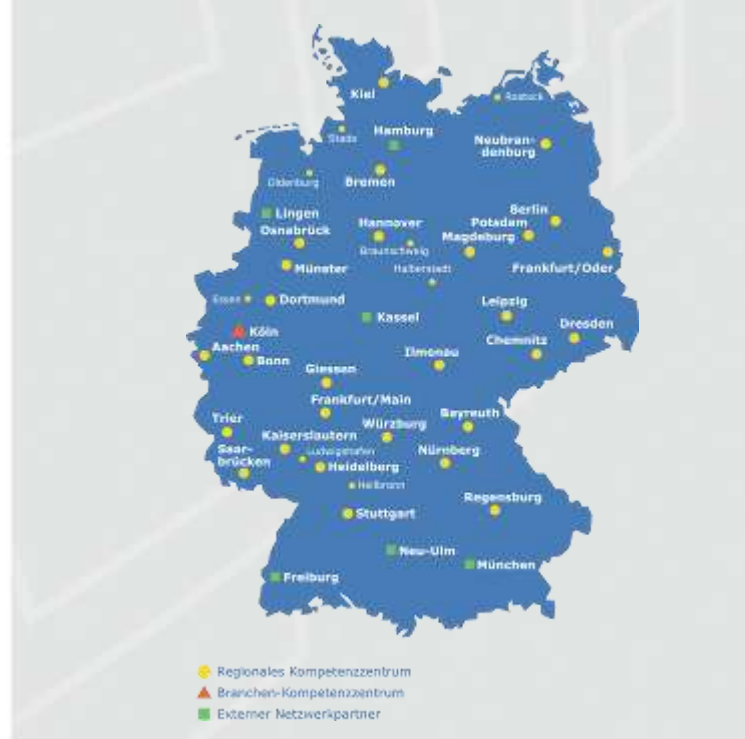 Kiel
Rostock
Stade
Hamburg
Neubran-
denburg
Oldenburg
Bremen
Lingen
Osnabrück
Hannover
Braunschweig
Berlin
Potsdam
Magdeburg
Frankfurt/Oder
Münster
Halberstadt
Essen
Dortmund
Kassel
Leipzig
Dresden
Chemnitz
Köln
Aachen
Bonn
Ilmenau
Giessen
Frankfurt/Main
Trier
Würzburg
Bayreuth
Kaiserslautern
Saar-
brücken
Ludwigshafen
Heidelberg
Nürnberg
Heilbronn
Regensburg
Stuttgart
Neu-Ulm
München
Freiburg
Regionales Kompetenzzentrum
Branchen-Kompetenzzentrum
Externer Netzwerkpartner